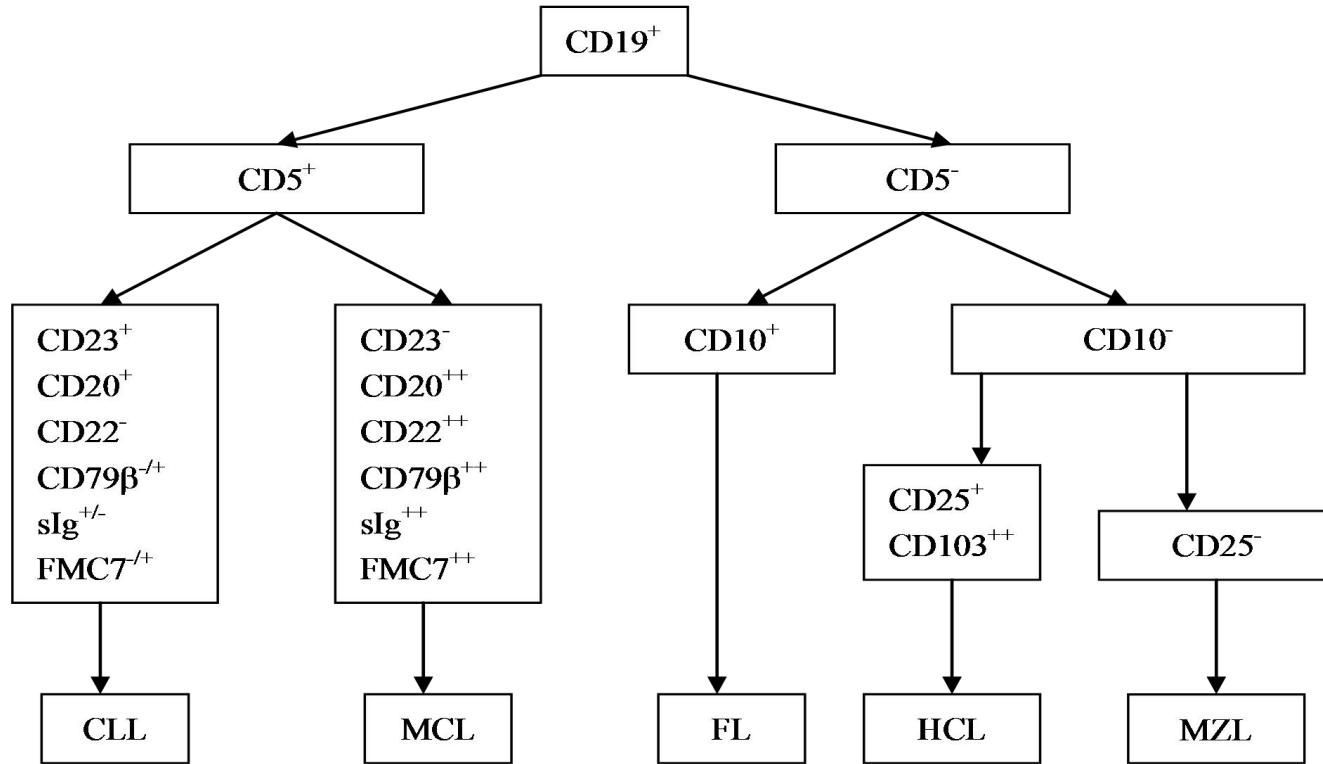 CD19⁺
CD5⁺
CD5⁻
CD23⁺
CD20⁺
CD22⁻
CD79β⁻/⁺
sIg⁺/⁻
FMC7⁻/⁺
CD23⁻
CD20⁺⁺
CD22⁺⁺
CD79β⁺⁺
sIg⁺⁺
FMC7⁺⁺
CD10⁺
CD10⁻
CD25⁺
CD103⁺⁺
CD25⁻
CLL
MCL
FL
HCL
MZL